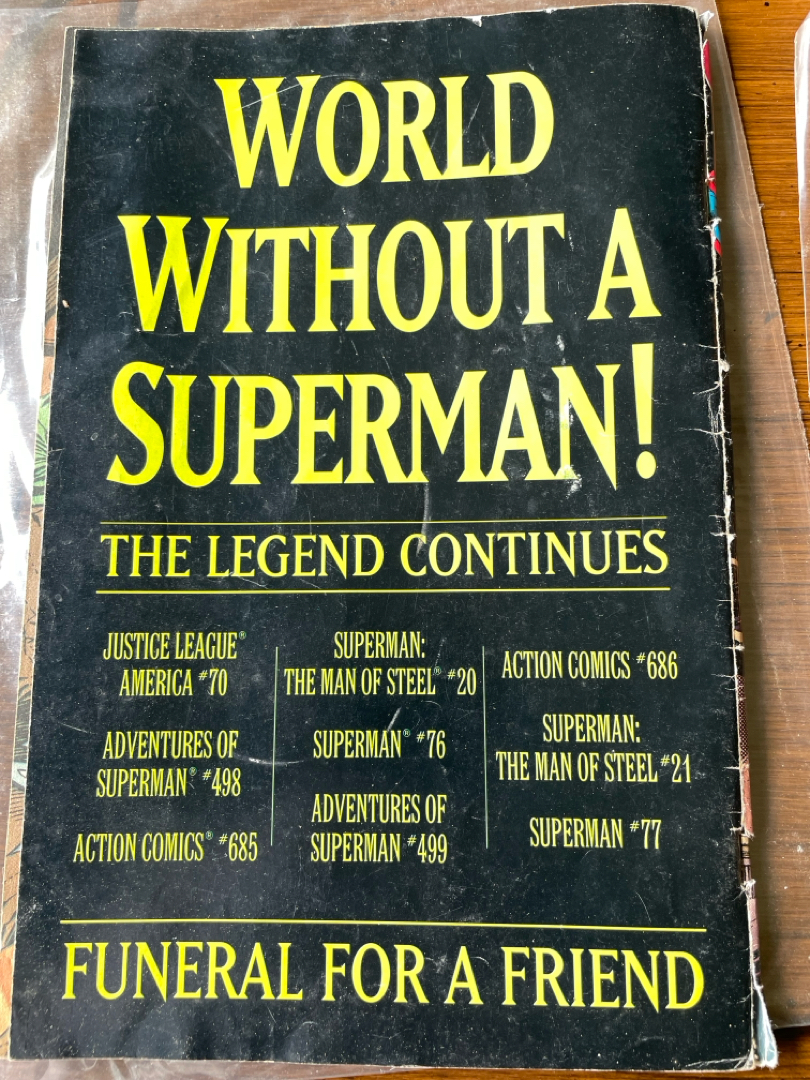 WORLD
WITHOUT A
SUPERMAN!
THE LEGEND CONTINUES
JUSTICE LEAGUE®
AMERICA #70
ADVENTURES OF
SUPERMAN® #498
ACTION COMICS® #685
SUPERMAN:
THE MAN OF STEEL® #20
SUPERMAN® #76
ADVENTURES OF
SUPERMAN #499
ACTION COMICS #686
SUPERMAN:
THE MAN OF STEEL #21
SUPERMAN #77
FUNERAL FOR A FRIEND